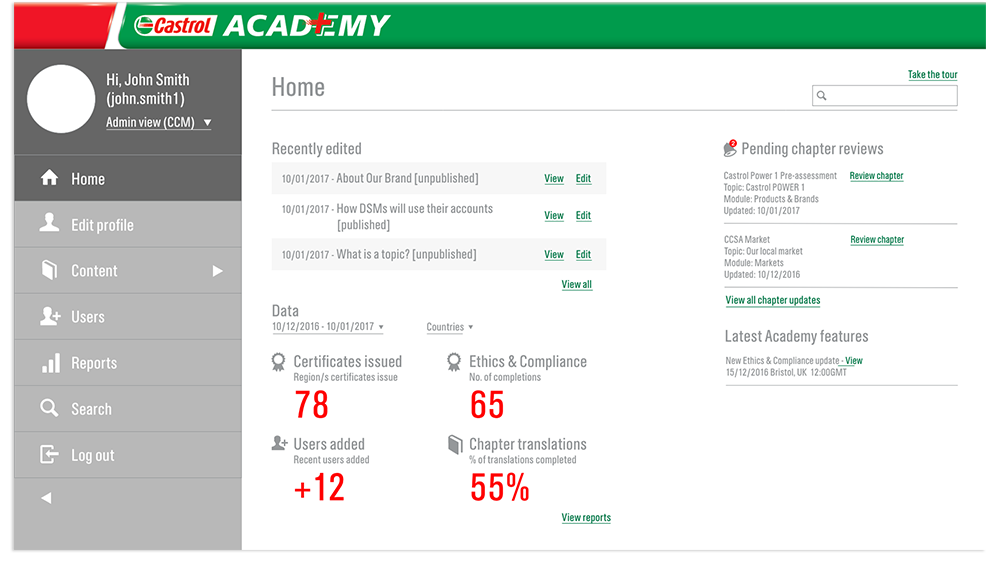 Castrol ACADEMY
Hi, John Smith
(john.smith1)
Admin view (CCM)
Home
Edit profile
Content
Users
Reports
Search
Log out
Home
Take the tour
Recently edited
10/01/2017 - About Our Brand [unpublished] View Edit
10/01/2017 - How DSMs will use their accounts
[published] View Edit
10/01/2017 - What is a topic? [unpublished] View Edit
View all
Data
10/12/2016 - 10/01/2017 Countries
Certificates issued
Region/s certificates issue
78
Ethics & Compliance
No. of completions
65
Users added
Recent users added
+12
Chapter translations
% of translations completed
55%
View reports
2
Pending chapter reviews
Castrol Power 1 Pre-assessment Review chapter
Topic: Castrol POWER 1
Module: Products & Brands
Updated: 10/01/2017
CCSA Market Review chapter
Topic: Our local market
Module: Markets
Updated: 10/12/2016
View all chapter updates
Latest Academy features
New Ethics & Compliance update - View
15/12/2016 Bristol, UK 12:00GMT